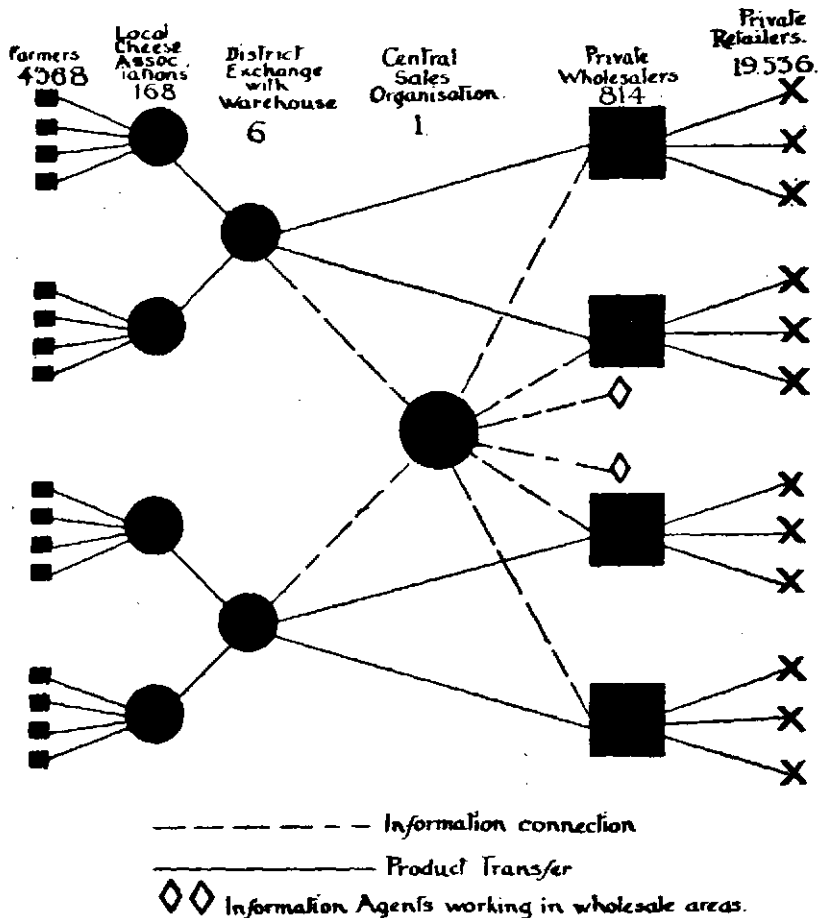 Farmers
4388
Local
Cheese
Assoc-
iations
168
District
Exchange
with
Warehouse
6
Central
Sales
Organisation.
1
Private
Wholesalers
814
Private
Retailers.
19.536.
Information connection
Product Transfer
Information Agents working in wholesale areas.